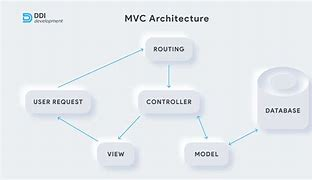 DDI
development
MVC Architecture
ROUTING
USER REQUEST
CONTROLLER
DATABASE
VIEW
MODEL